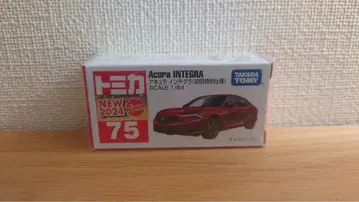 トミカ
NEW
2024
75
Acura INTEGRA
アキュラ インテグラ(初回特別仕様)
SCALE 1/64
TAKARA
TOMY